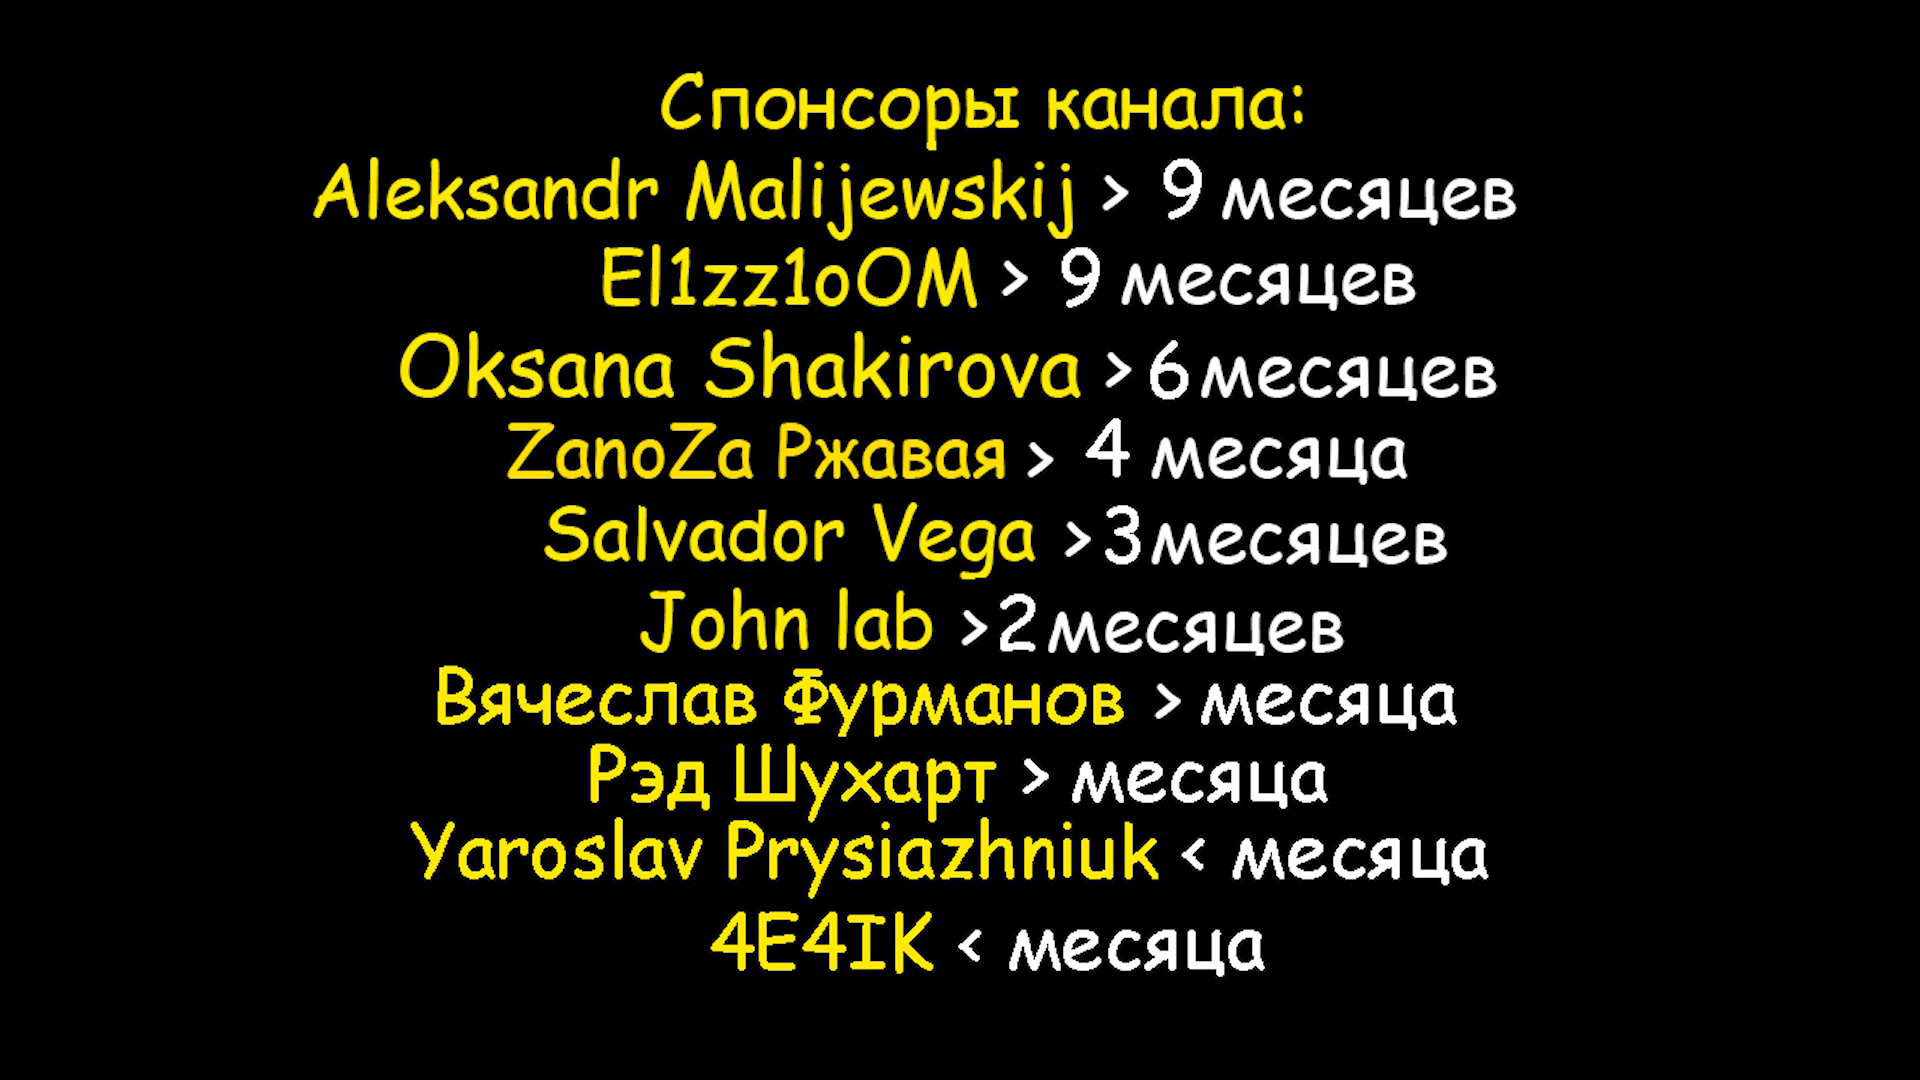 Спонсоры канала:
Aleksandr Malijewskij > 9 месяцев
El1zz1oOM > 9 месяцев
Oksana Shakirova > 6 месяцев
ZanoZa Ржавая > 4 месяца
Salvador Vega > 3 месяцев
John lab > 2 месяцев
Вячеслав Фурманов > месяца
Рэд Шухарт > месяца
Yaroslav Prysiazhniuk < месяца
4E4IK < месяца